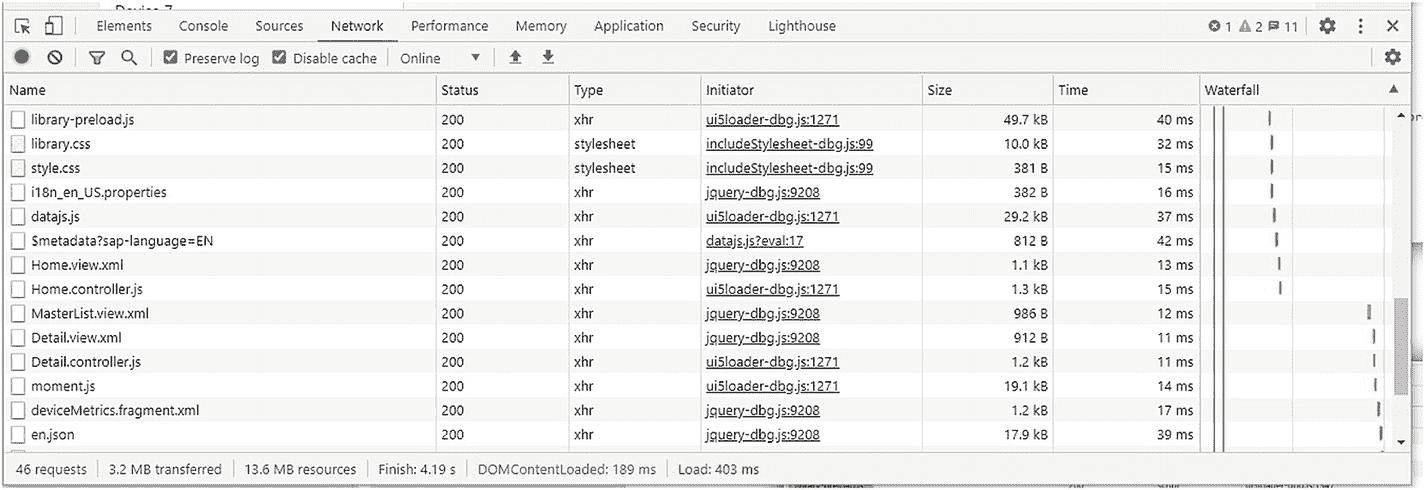 Device 7
Elements Console Sources Network Performance Memory Application Security Lighthouse 1 2 11
Preserve log Disable cache Online
Name Status Type Initiator Size Time Waterfall
library-preload.js 200 xhr ui5loader-dbg.js:1271 49.7 kB 40 ms
library.css 200 stylesheet includeStylesheet-dbg.js:99 10.0 kB 32 ms
style.css 200 stylesheet includeStylesheet-dbg.js:99 381 B 15 ms
i18n_en_US.properties 200 xhr jquery-dbg.js:9208 382 B 16 ms
datajs.js 200 xhr ui5loader-dbg.js:1271 29.2 kB 37 ms
$metadata?sap-language=EN 200 xhr datajs.js?eval:17 812 B 42 ms
Home.view.xml 200 xhr jquery-dbg.js:9208 1.1 kB 13 ms
Home.controller.js 200 xhr ui5loader-dbg.js:1271 1.3 kB 15 ms
MasterList.view.xml 200 xhr jquery-dbg.js:9208 986 B 12 ms
Detail.view.xml 200 xhr jquery-dbg.js:9208 912 B 11 ms
Detail.controller.js 200 xhr ui5loader-dbg.js:1271 1.2 kB 11 ms
moment.js 200 xhr ui5loader-dbg.js:1271 19.1 kB 14 ms
deviceMetrics.fragment.xml 200 xhr jquery-dbg.js:9208 1.2 kB 17 ms
en.json 200 xhr jquery-dbg.js:9208 17.9 kB 39 ms
46 requests 3.2 MB transferred 13.6 MB resources Finish: 4.19 s DOMContentLoaded: 189 ms Load: 403 ms